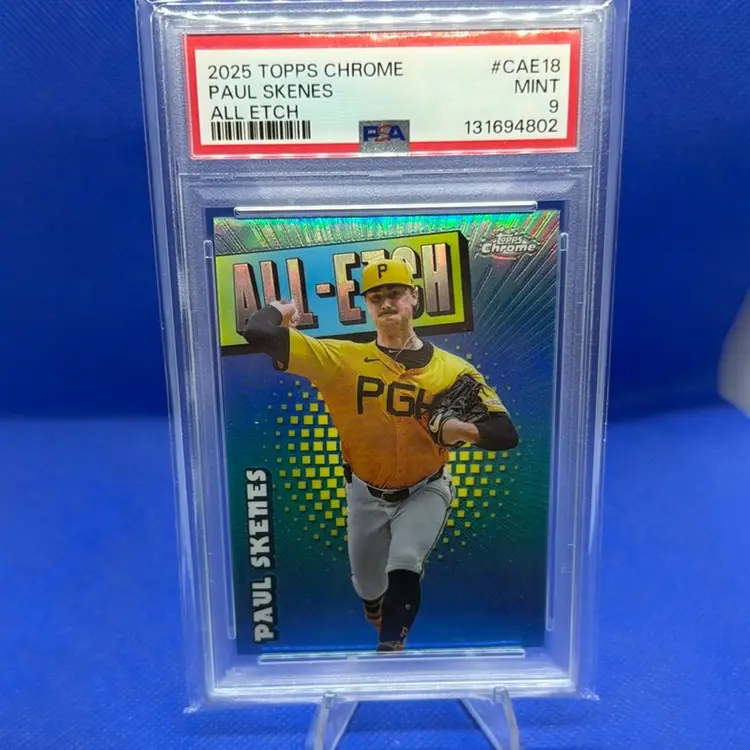 2025 TOPPS CHROME #CAE18
PAUL SKENES MINT
ALL ETCH 9
PSA 131694802
TOPPS
Chrome
ALL-ETCH
P
PGH
PAUL SKENES